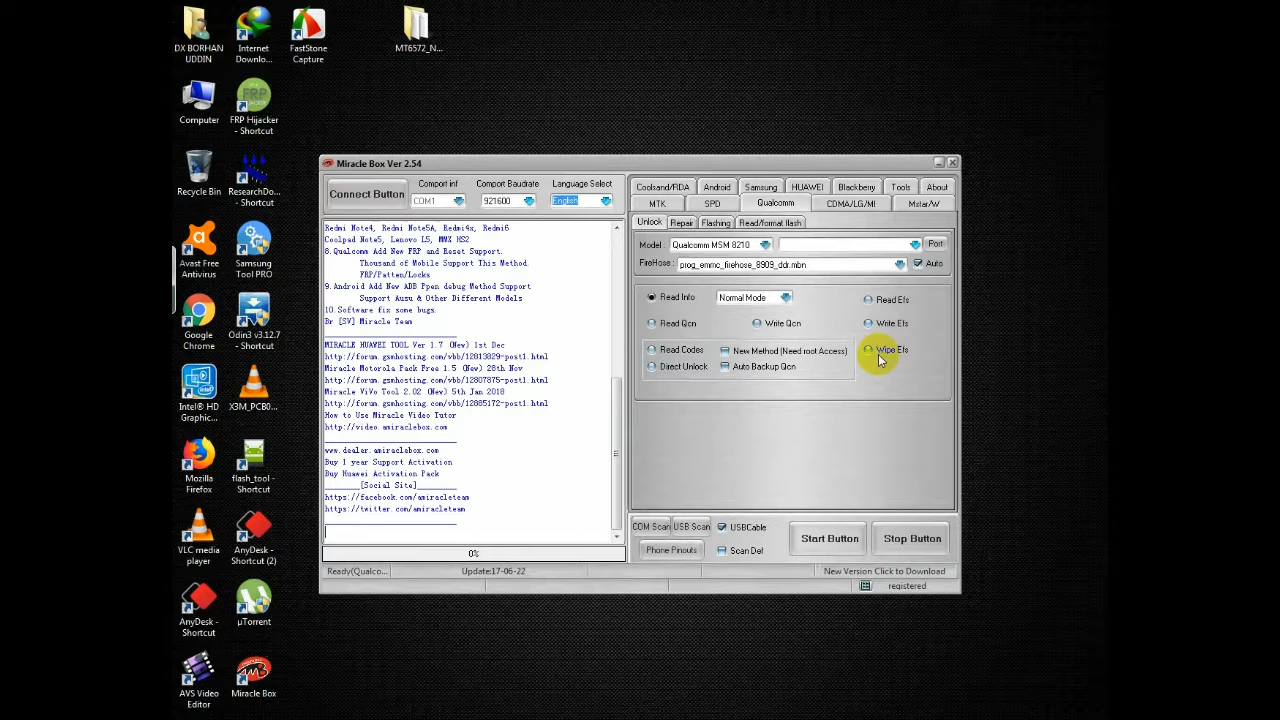 DX BORHAN
UDDIN
Internet
Downlo...
FastStone
Capture
MT6572_N...
Computer
FRP
FRP Hijacker
- Shortcut
Recycle Bin
ResearchDo...
- Shortcut
Avast Free
Antivirus
Samsung
Tool PRO
Google
Chrome
Odin3 v3.12.7
- Shortcut
Intel® HD
Graphic...
X3M_PCB0...
Mozilla
Firefox
flash_tool -
Shortcut
VLC media
player
AnyDesk -
Shortcut (2)
AnyDesk -
Shortcut
µTorrent
AVS Video
Editor
Miracle Box
Miracle Box Ver 2.54
Connect Button
Comport inf
Comport Baudrate
Language Select
COM1
921600
English
Redmi Note4, Redmi Note5A, Redmi4x, Redmi6
Coolpad Note5, Lenovo L5, MMX HS2
8.Qualcomm Add New FRP and Reset Support.
Thousand of Mobile Support This Method.
FRP/Patten/Locks
9.Android Add New ADB Ppen debug Method Support
Support Asus & Other Different Models
10.Software fix some bugs.
Br [SV] Miracle Team
MIRACLE HUAWEI TOOL Ver 1.7 (New) 1st Dec
http://forum.gsmhosting.com/vbb/12813829-post1.html
Miracle Motorola Pack Free 1.5 (New) 28th Nov
http://forum.gsmhosting.com/vbb/12807875-post1.html
Miracle ViVo Tool 2.02 (New) 5th Jan 2018
http://forum.gsmhosting.com/vbb/12885172-post1.html
How to Use Miracle Video Tutor
http://video.amiraclebox.com
www.dealer.amiraclebox.com
Buy 1 year Support Activation
Buy Huawei Activation Pack
______[Social Site]______
https://facebook.com/amiracleteam
https://twitter.com/amiracleteam
0%
Ready(Qualco...
Update:17-06-22
Coolsand/RDA
Android
Samsung
HUAWEI
Blackberry
Tools
About
MTK
SPD
Qualcomm
CDMA/LG/MI
Mstar/W
Unlock
Repair
Flashing
Read/format flash
Model :
Qualcomm MSM 8210
Port
FireHose :
prog_emmc_firehose_8909_ddr.mbn
Auto
Read Info
Normal Mode
Read Efs
Read Qcn
Write Qcn
Write Efs
Read Codes
New Method (Need root Access)
Wipe Efs
Direct Unlock
Auto Backup Qcn
COM Scan
USB Scan
USBCable
Start Button
Stop Button
Phone Pinouts
Scan Def
New Version Click to Download
registered